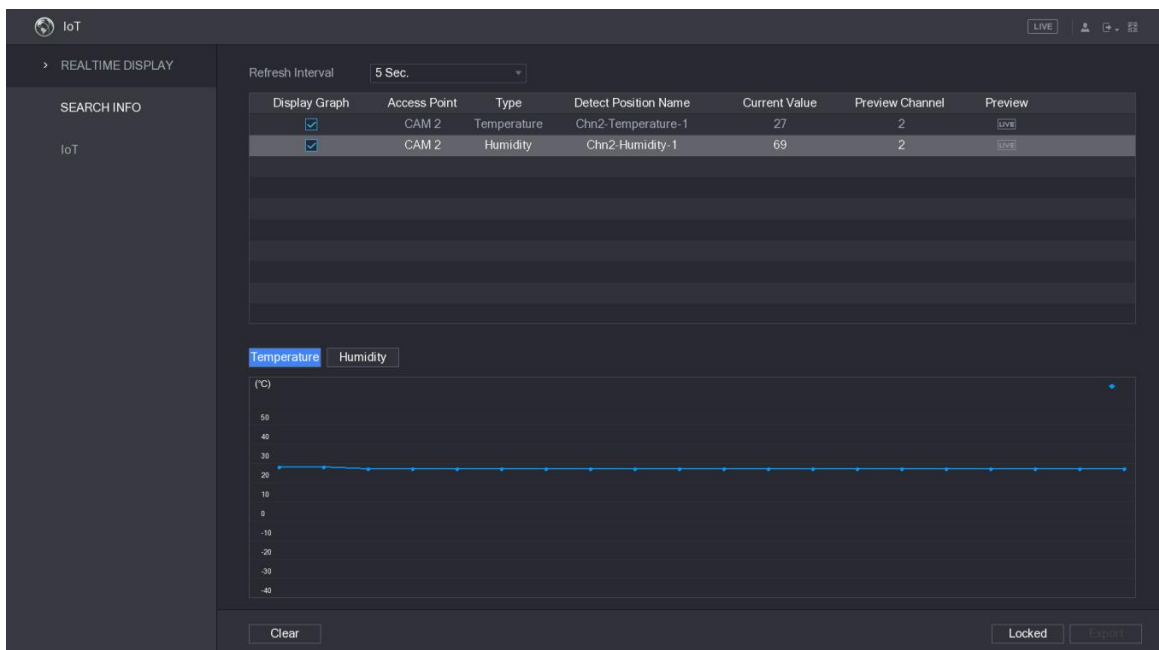 IoT LIVE
REALTIME DISPLAY
SEARCH INFO
IoT
Refresh Interval 5 Sec.
Display Graph Access Point Type Detect Position Name Current Value Preview Channel Preview
CAM 2 Temperature Chn2-Temperature-1 27 2 LIVE
CAM 2 Humidity Chn2-Humidity-1 69 2 LIVE
Temperature Humidity
(°C)
50
40
30
20
10
0
-10
-20
-30
-40
Clear Locked Export